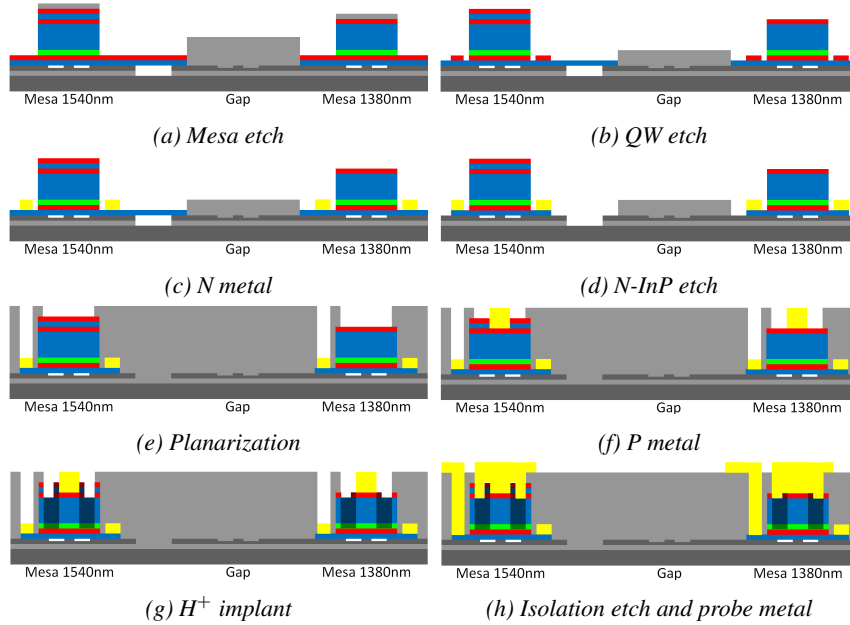 Mesa 1540nm Gap Mesa 1380nm
(a) Mesa etch
Mesa 1540nm Gap Mesa 1380nm
(b) QW etch
Mesa 1540nm Gap Mesa 1380nm
(c) N metal
Mesa 1540nm Gap Mesa 1380nm
(d) N-InP etch
Mesa 1540nm Gap Mesa 1380nm
(e) Planarization
Mesa 1540nm Gap Mesa 1380nm
(f) P metal
Mesa 1540nm Gap Mesa 1380nm
(g) H⁺ implant
Mesa 1540nm Gap Mesa 1380nm
(h) Isolation etch and probe metal